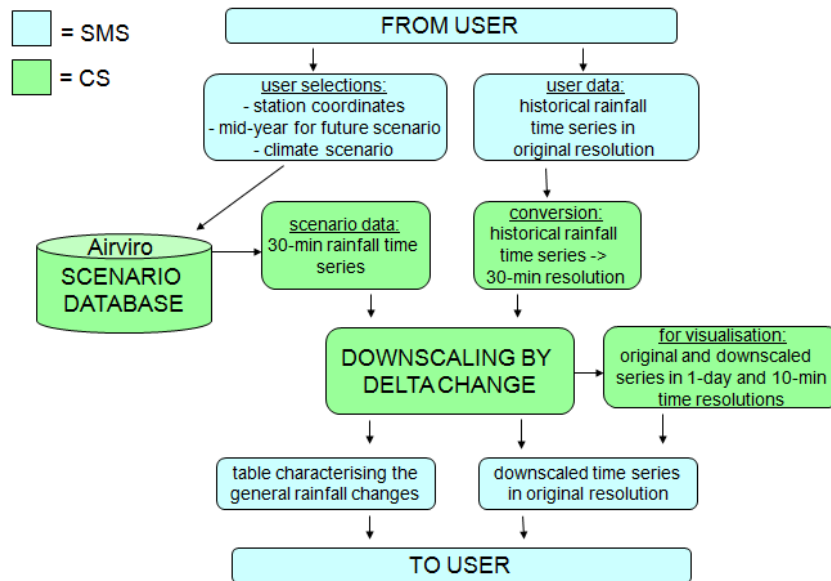 = SMS
= CS
FROM USER
user selections:
- station coordinates
- mid-year for future scenario
- climate scenario
user data:
historical rainfall
time series in
original resolution
Airviro
SCENARIO
DATABASE
scenario data:
30-min rainfall time
series
conversion:
historical rainfall
time series ->
30-min resolution
DOWNSCALING BY
DELTA CHANGE
for visualisation:
original and downscaled
series in 1-day and 10-min
time resolutions
table characterising the
general rainfall changes
downscaled time series
in original resolution
TO USER